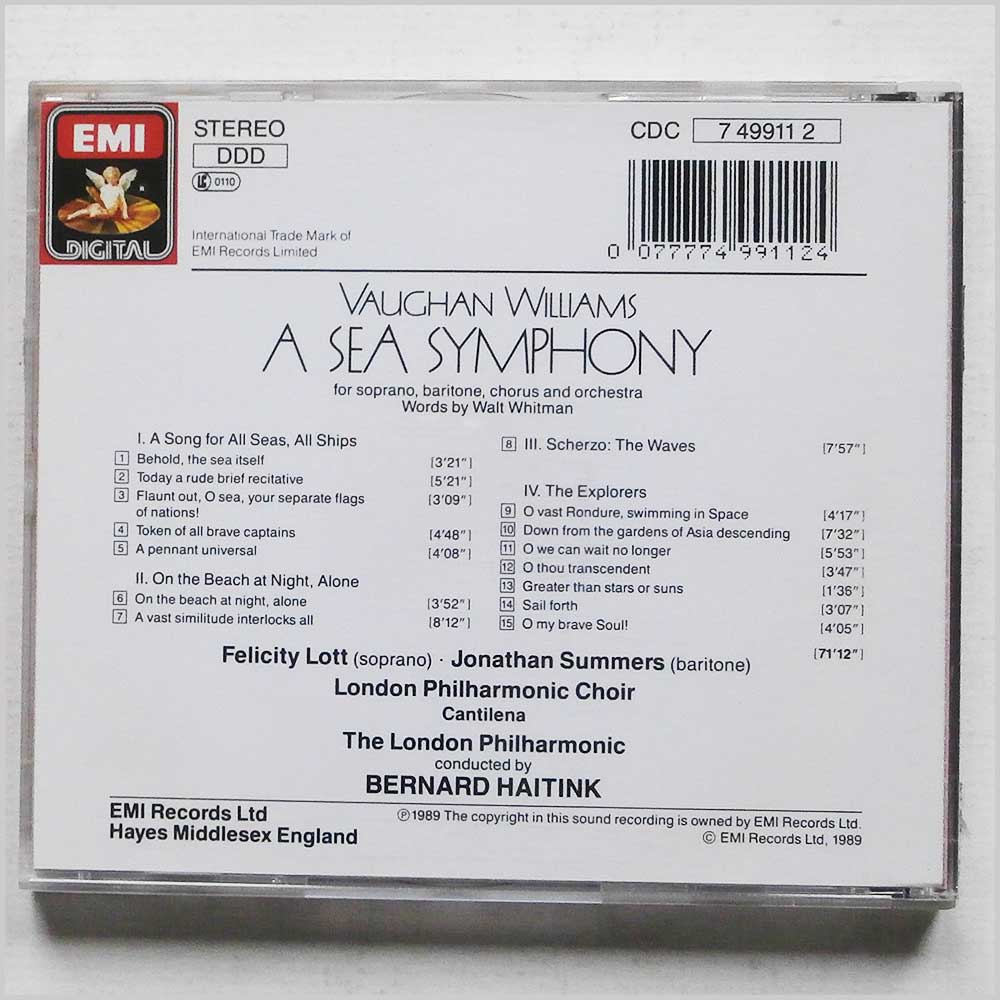 EMI
DIGITAL
STEREO
DDD
LC 0110
International Trade Mark of
EMI Records Limited
CDC 7 49911 2
0 077774 991124
VAUGHAN WILLIAMS
A SEA SYMPHONY
for soprano, baritone, chorus and orchestra
Words by Walt Whitman
I. A Song for All Seas, All Ships
1 Behold, the sea itself [3'21"]
2 Today a rude brief recitative [5'21"]
3 Flaunt out, O sea, your separate flags [3'09"]
of nations!
4 Token of all brave captains [4'48"]
5 A pennant universal [4'08"]
II. On the Beach at Night, Alone
6 On the beach at night, alone [3'52"]
7 A vast similitude interlocks all [8'12"]
8 III. Scherzo: The Waves [7'57"]
IV. The Explorers
9 O vast Rondure, swimming in Space [4'17"]
10 Down from the gardens of Asia descending [7'32"]
11 O we can wait no longer [5'53"]
12 O thou transcendent [3'47"]
13 Greater than stars or suns [1'36"]
14 Sail forth [3'07"]
15 O my brave Soul! [4'05"]
[71'12"]
Felicity Lott (soprano) · Jonathan Summers (baritone)
London Philharmonic Choir
Cantilena
The London Philharmonic
conducted by
BERNARD HAITINK
EMI Records Ltd
Hayes Middlesex England
℗1989 The copyright in this sound recording is owned by EMI Records Ltd.
© EMI Records Ltd, 1989